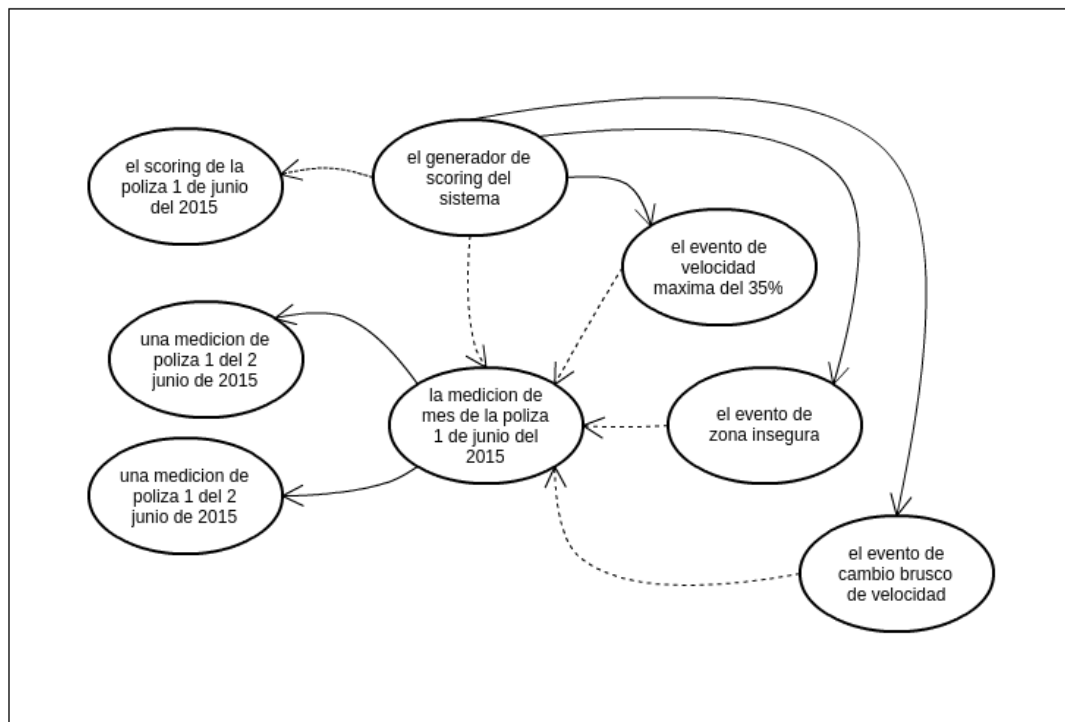 el scoring de la
poliza 1 de junio
del 2015
el generador de
scoring del
sistema
el evento de
velocidad
maxima del 35%
una medicion de
poliza 1 del 2
junio de 2015
la medicion de
mes de la poliza
1 de junio del
2015
el evento de
zona insegura
una medicion de
poliza 1 del 2
junio de 2015
el evento de
cambio brusco
de velocidad